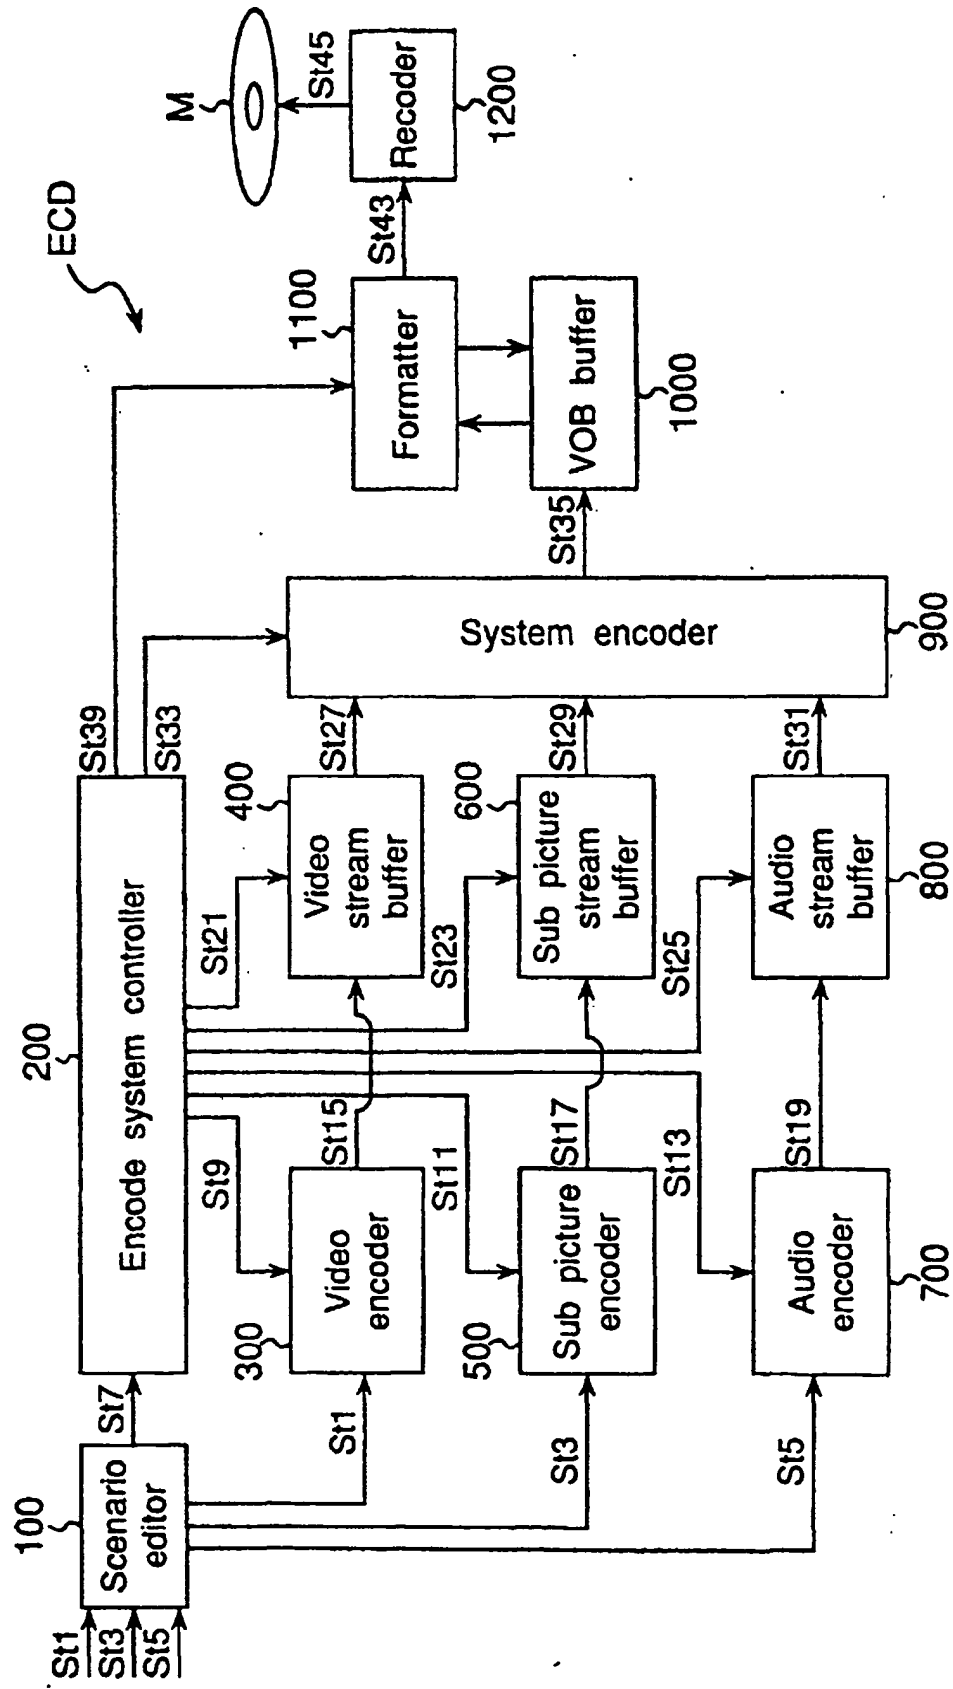 ECD
M
St45
Recoder
1200
St43
1100
Formatter
VOB buffer
1000
St35
System encoder
900
St39
St33
St27
St29
St31
200
Encode system controller
St21
400
Video
stream
buffer
St23
600
Sub picture
stream
buffer
St25
Audio
stream
buffer
800
St9
St15
300
Video
encoder
St11
St17
500
Sub picture
encoder
St13
St19
Audio
encoder
700
St7
100
Scenario
editor
St1
St3
St5
St1
St3
St5